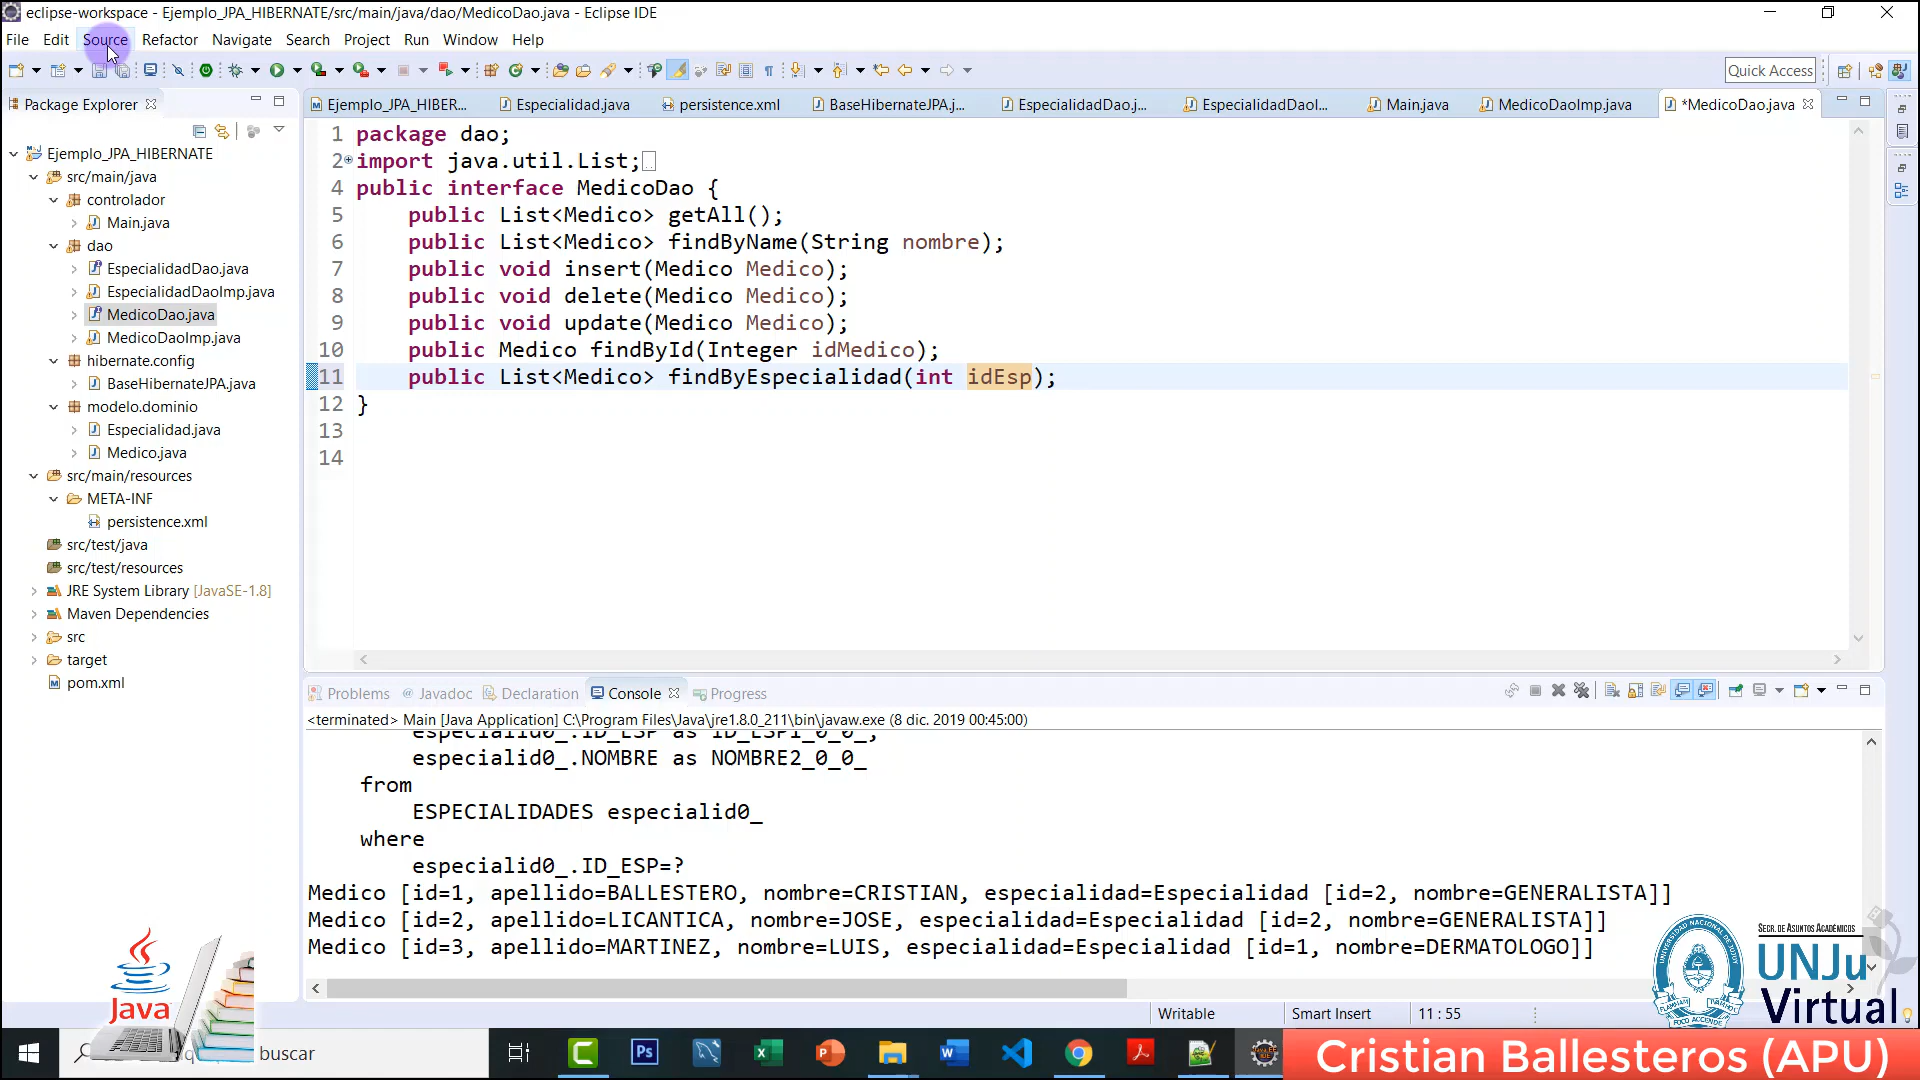 eclipse-workspace - Ejemplo_JPA_HIBERNATE/src/main/java/dao/MedicoDao.java - Eclipse IDE
File Edit Source Refactor Navigate Search Project Run Window Help
Quick Access
Package Explorer
Ejemplo_JPA_HIBER... Especialidad.java persistence.xml BaseHibernateJPA.j... EspecialidadDao.j... EspecialidadDaoI... Main.java MedicoDaoImp.java *MedicoDao.java
Ejemplo_JPA_HIBERNATE
src/main/java
controlador
Main.java
dao
EspecialidadDao.java
EspecialidadDaoImp.java
MedicoDao.java
MedicoDaoImp.java
hibernate.config
BaseHibernateJPA.java
modelo.dominio
Especialidad.java
Medico.java
src/main/resources
META-INF
persistence.xml
src/test/java
src/test/resources
JRE System Library [JavaSE-1.8]
Maven Dependencies
src
target
pom.xml
1 package dao;
2 import java.util.List;
4 public interface MedicoDao {
5 public List<Medico> getAll();
6 public List<Medico> findByName(String nombre);
7 public void insert(Medico Medico);
8 public void delete(Medico Medico);
9 public void update(Medico Medico);
10 public Medico findById(Integer idMedico);
11 public List<Medico> findByEspecialidad(int idEsp);
12 }
13
14
Problems Javadoc Declaration Console Progress
<terminated> Main [Java Application] C:\Program Files\Java\jre1.8.0_211\bin\javaw.exe (8 dic. 2019 00:45:00)
especialid0_.ID_ESP as ID_ESP1_0_0_,
especialid0_.NOMBRE as NOMBRE2_0_0_
from
ESPECIALIDADES especialid0_
where
especialid0_.ID_ESP=?
Medico [id=1, apellido=BALLESTERO, nombre=CRISTIAN, especialidad=Especialidad [id=2, nombre=GENERALISTA]]
Medico [id=2, apellido=LICANTICA, nombre=JOSE, especialidad=Especialidad [id=2, nombre=GENERALISTA]]
Medico [id=3, apellido=MARTINEZ, nombre=LUIS, especialidad=Especialidad [id=1, nombre=DERMATOLOGO]]
Writable Smart Insert 11 : 55
Java
SECR. DE ASUNTOS ACADÉMICOS
UNJu
Virtual
buscar
Cristian Ballesteros (APU)